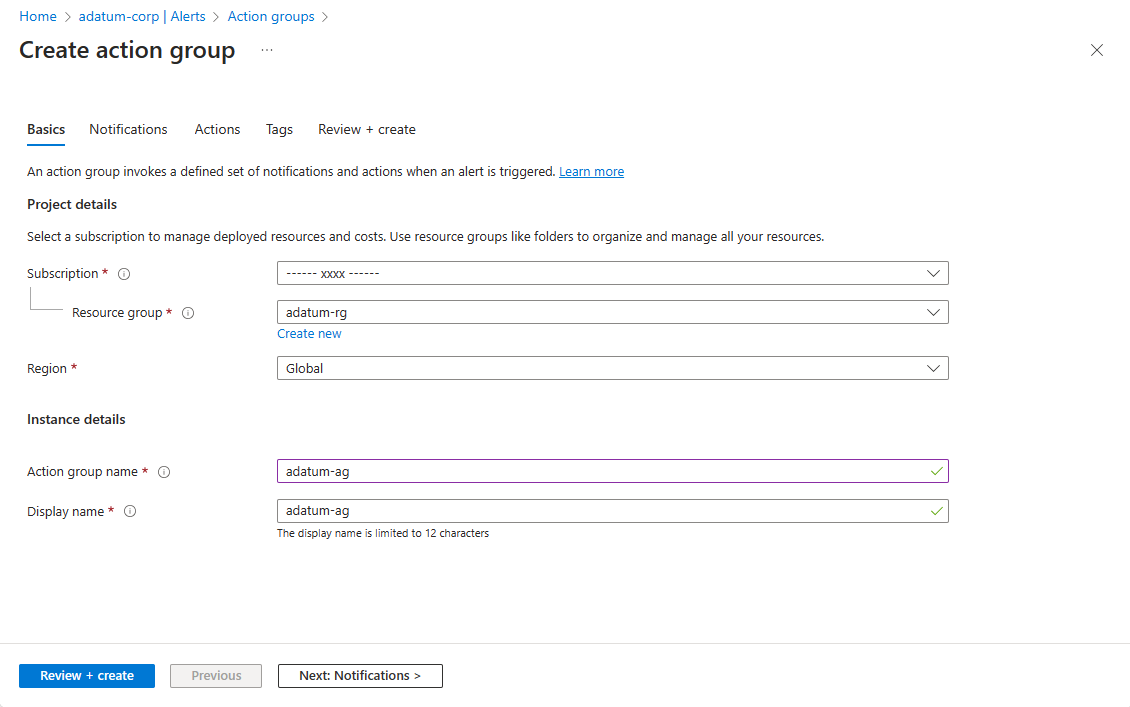 Home > adatum-corp | Alerts > Action groups >
Create action group ...
Basics Notifications Actions Tags Review + create
An action group invokes a defined set of notifications and actions when an alert is triggered. Learn more
Project details
Select a subscription to manage deployed resources and costs. Use resource groups like folders to organize and manage all your resources.
Subscription * ------ xxxx ------
Resource group * adatum-rg
Create new
Region * Global
Instance details
Action group name * adatum-ag
Display name * adatum-ag
The display name is limited to 12 characters
Review + create Previous Next: Notifications >